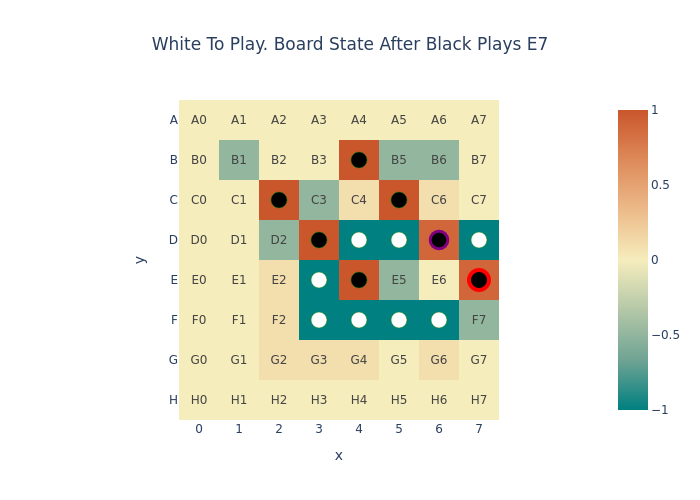 White To Play. Board State After Black Plays E7
A A0 A1 A2 A3 A4 A5 A6 A7
B B0 B1 B2 B3 B5 B6 B7
C C0 C1 C3 C4 C6 C7
D D0 D1 D2
E E0 E1 E2 E5 E6
F F0 F1 F2 F7
G G0 G1 G2 G3 G4 G5 G6 G7
H H0 H1 H2 H3 H4 H5 H6 H7
0 1 2 3 4 5 6 7
x
y
1
0.5
0
−0.5
−1